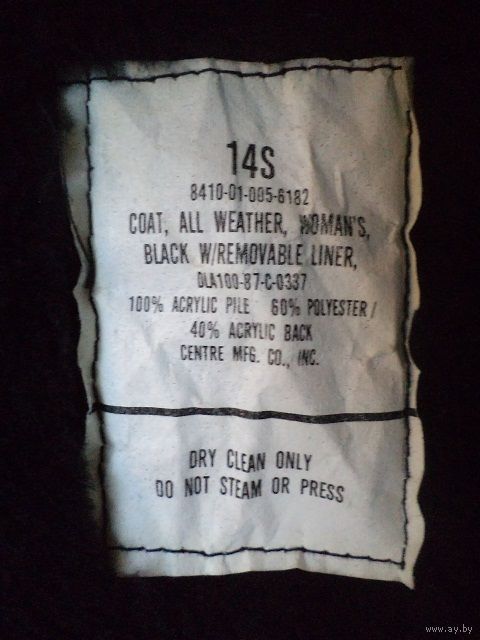 14S
8410-01-005-6182
COAT, ALL WEATHER, WOMAN'S,
BLACK W/REMOVABLE LINER,
DLA100-87-C-0337
100% ACRYLIC PILE 60% POLYESTER/
40% ACRYLIC BACK
CENTRE MFG. CO., INC.
DRY CLEAN ONLY
DO NOT STEAM OR PRESS
www.ay.by